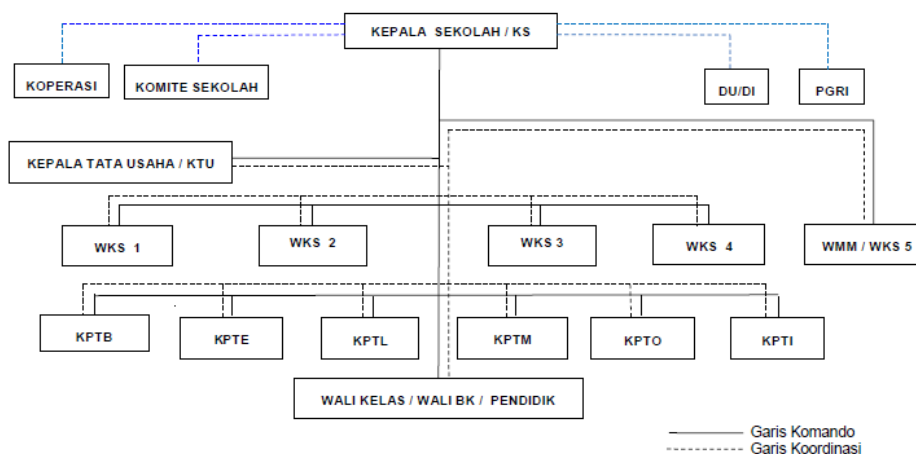 KEPALA SEKOLAH / KS
KOPERASI
KOMITE SEKOLAH
DU/DI
PGRI
KEPALA TATA USAHA / KTU
WKS 1
WKS 2
WKS 3
WKS 4
WMM / WKS 5
KPTB
KPTE
KPTL
KPTM
KPTO
KPTI
WALI KELAS / WALI BK / PENDIDIK
Garis Komando
Garis Koordinasi